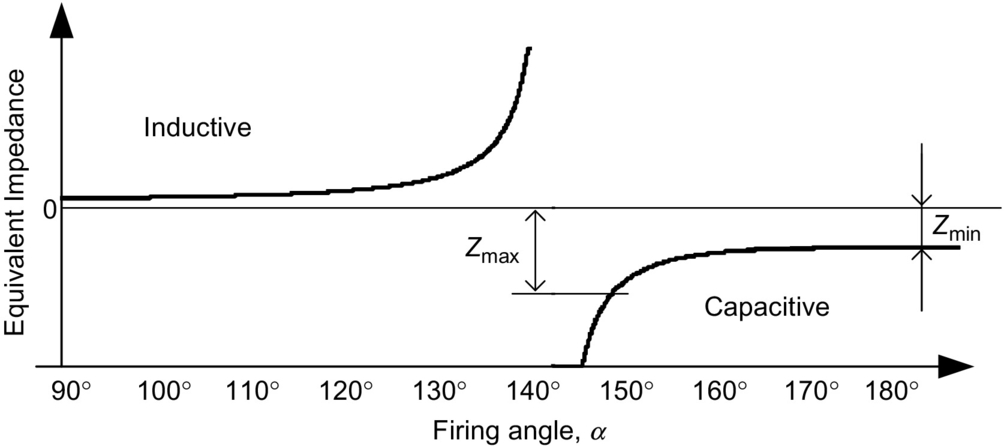 Equivalent Impedance
Inductive
0
Zmax
Zmin
Capacitive
90° 100° 110° 120° 130° 140° 150° 160° 170° 180°
Firing angle, α